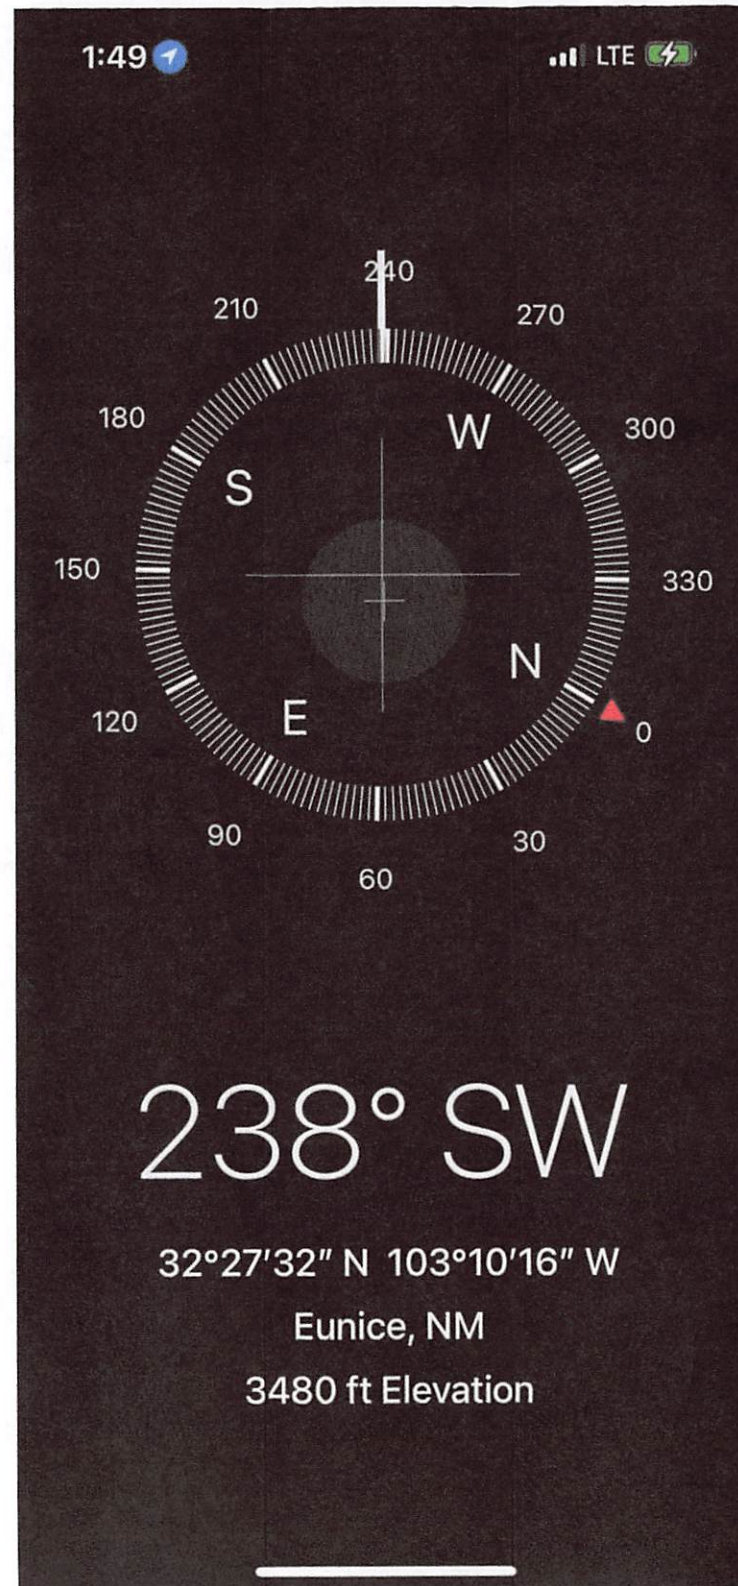 1:49 LTE
240
210 270
180 300
W
S
150 330
N
E
120 0
90 30
60
238° SW
32°27'32" N 103°10'16" W
Eunice, NM
3480 ft Elevation